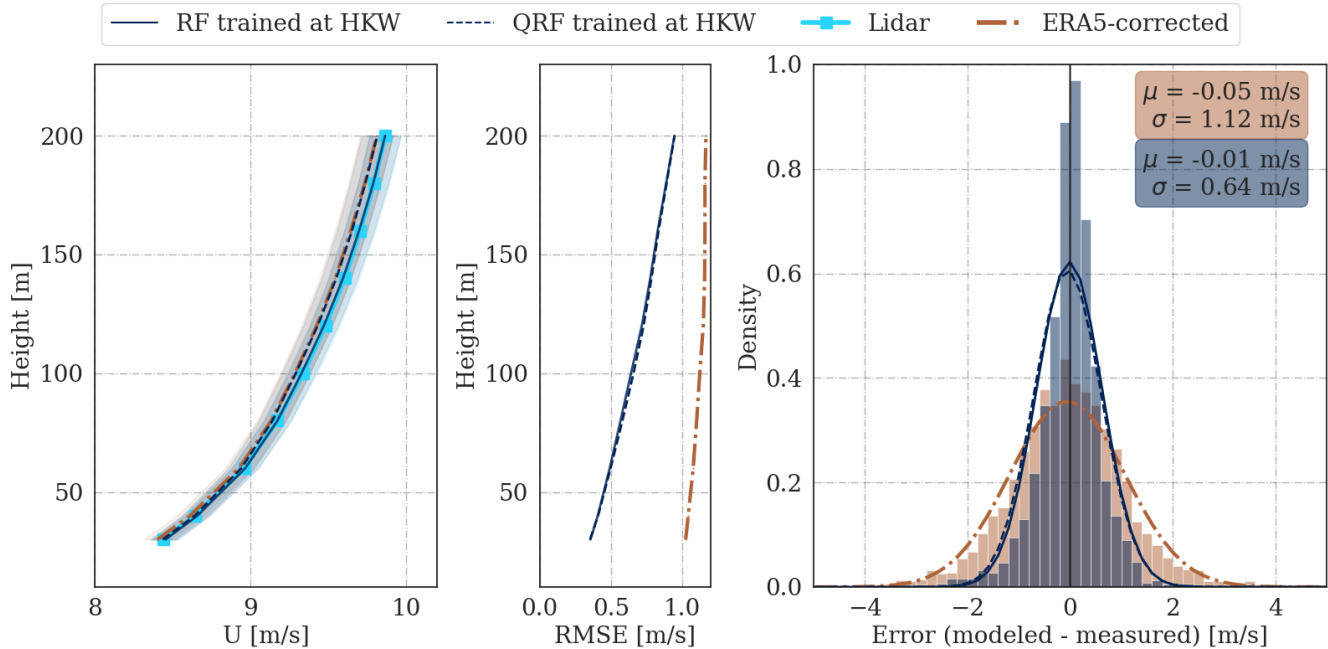 RF trained at HKW QRF trained at HKW Lidar ERA5-corrected
200
150
100
50
Height [m]
8 9 10
U [m/s]
200
150
100
50
Height [m]
0.0 0.5 1.0
RMSE [m/s]
1.0
0.8
0.6
0.4
0.2
0.0
Density
μ = -0.05 m/s
σ = 1.12 m/s
μ = -0.01 m/s
σ = 0.64 m/s
−4 −2 0 2 4
Error (modeled - measured) [m/s]